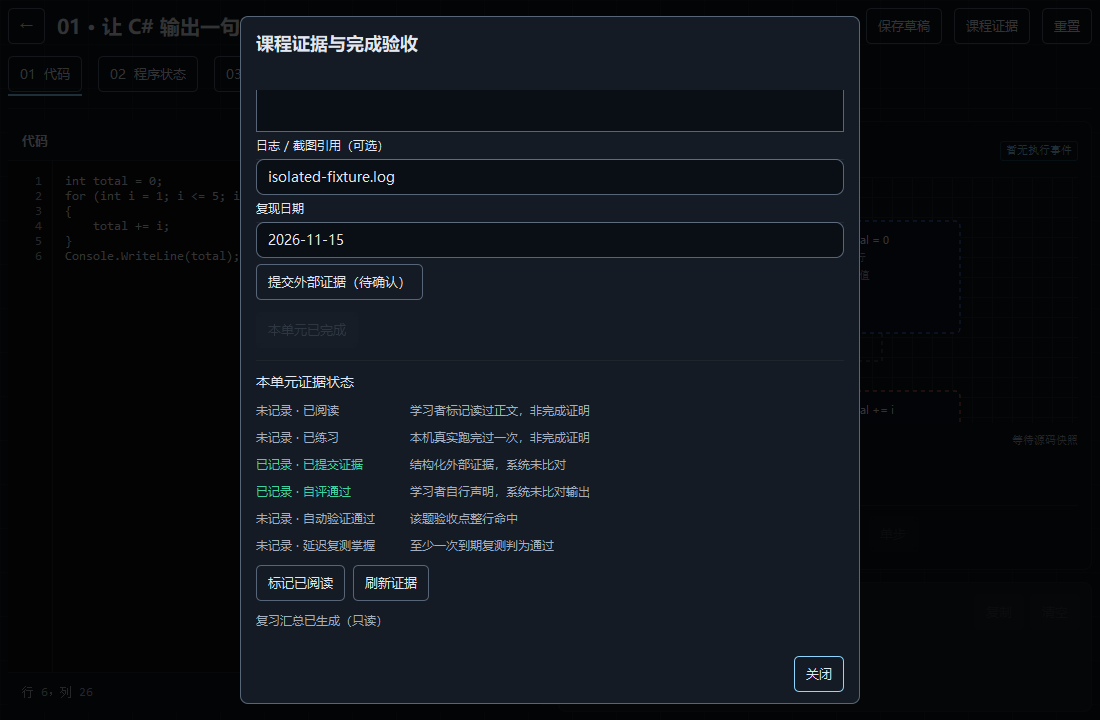 ←
01 · 让 C# 输出一句
保存草稿
课程证据
重置
01 代码
02 程序状态
03
代码
暂无执行事件
1 int total = 0;
2 for (int i = 1; i <= 5; i
3 {
4 total += i;
5 }
6 Console.WriteLine(total);
al = 0
值
al += i
等待源码快照
行 6，列 26
课程证据与完成验收
日志 / 截图引用（可选）
isolated-fixture.log
复现日期
2026-11-15
提交外部证据（待确认）
本单元已完成
本单元证据状态
未记录 · 已阅读 学习者标记读过正文，非完成证明
未记录 · 已练习 本机真实跑完过一次，非完成证明
已记录 · 已提交证据 结构化外部证据，系统未比对
已记录 · 自评通过 学习者自行声明，系统未比对输出
未记录 · 自动验证通过 该题验收点整行命中
未记录 · 延迟复测掌握 至少一次到期复测判为通过
标记已阅读
刷新证据
复习汇总已生成（只读）
关闭